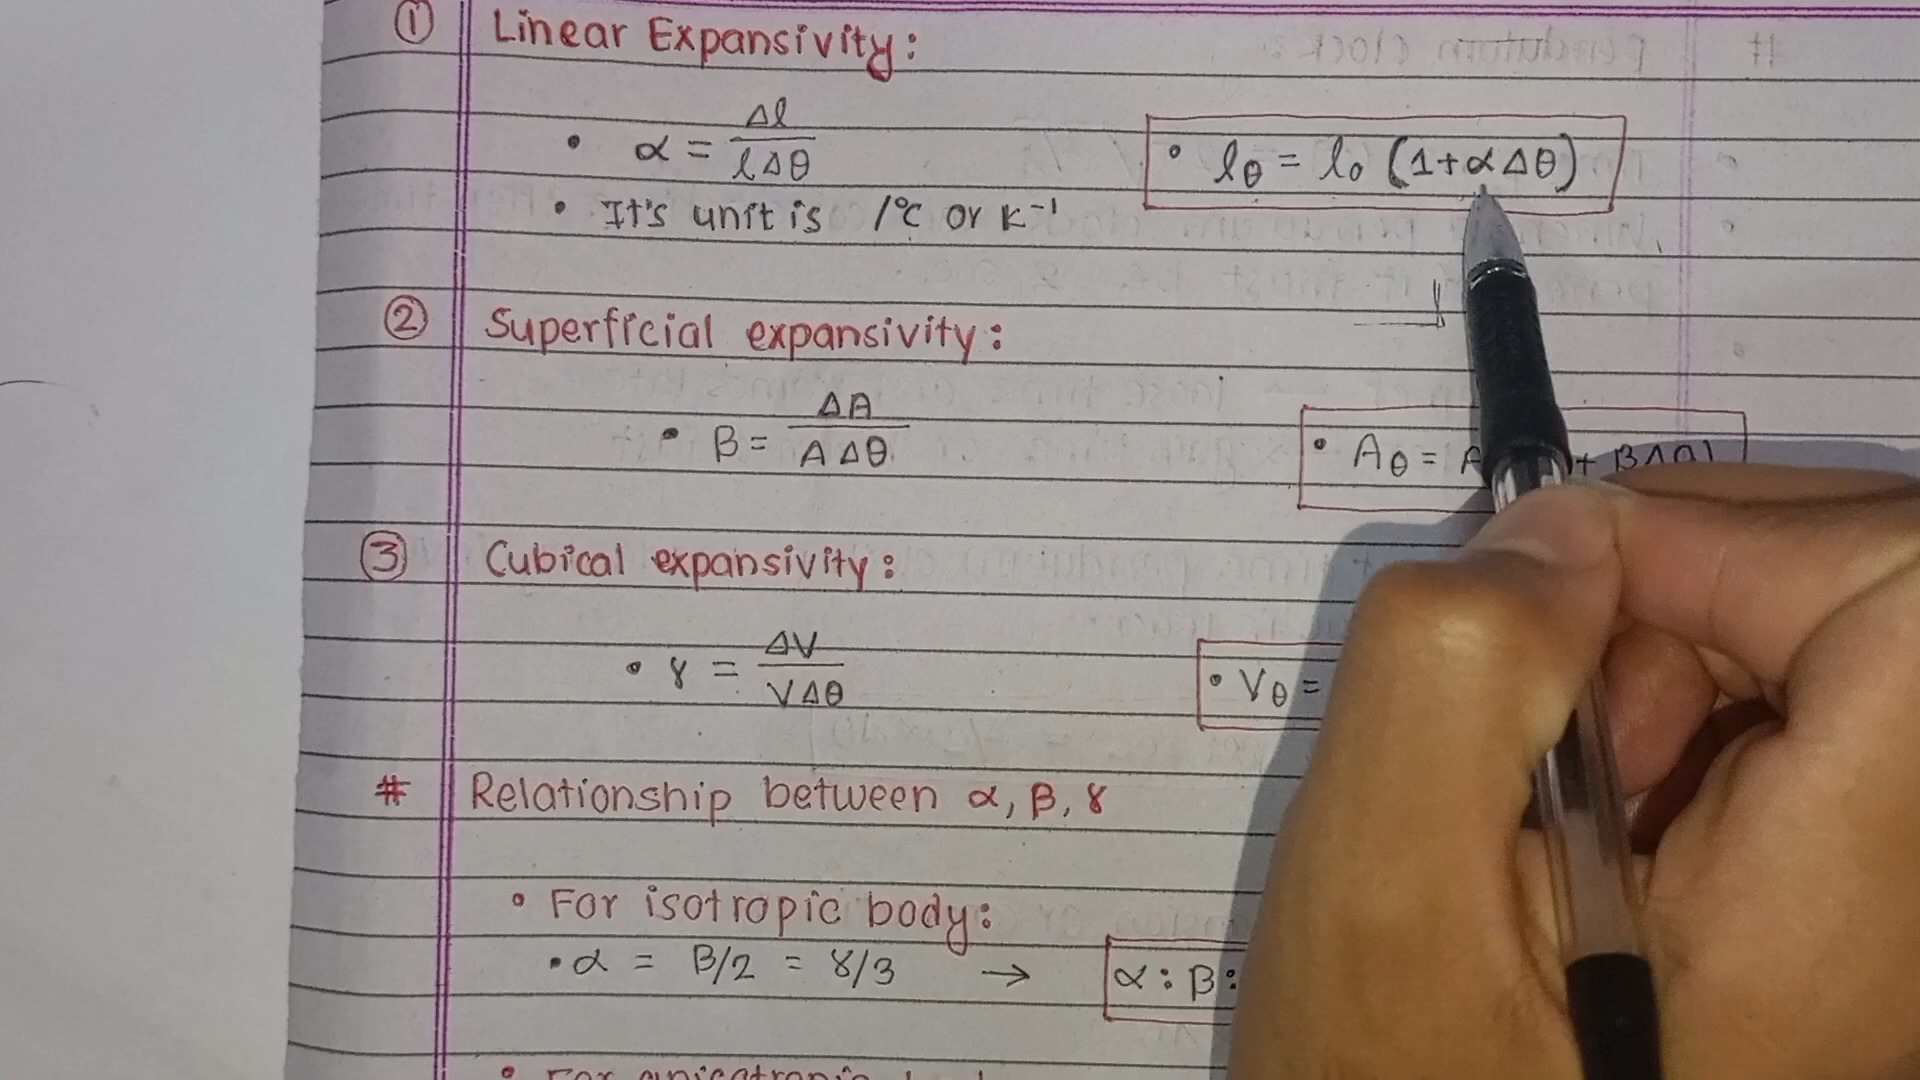 ① Linear Expansivity:
• α = Δl / lΔθ
• lθ = l₀ (1+αΔθ)
• It's unit is /°C or K⁻¹
② Superficial expansivity:
• β = ΔA / AΔθ
• Aθ = A + βΔθ)
③ Cubical expansivity:
• γ = ΔV / VΔθ
• Vθ =
# Relationship between α, β, γ
• For isotropic body:
• α = β/2 = γ/3 → α : β :